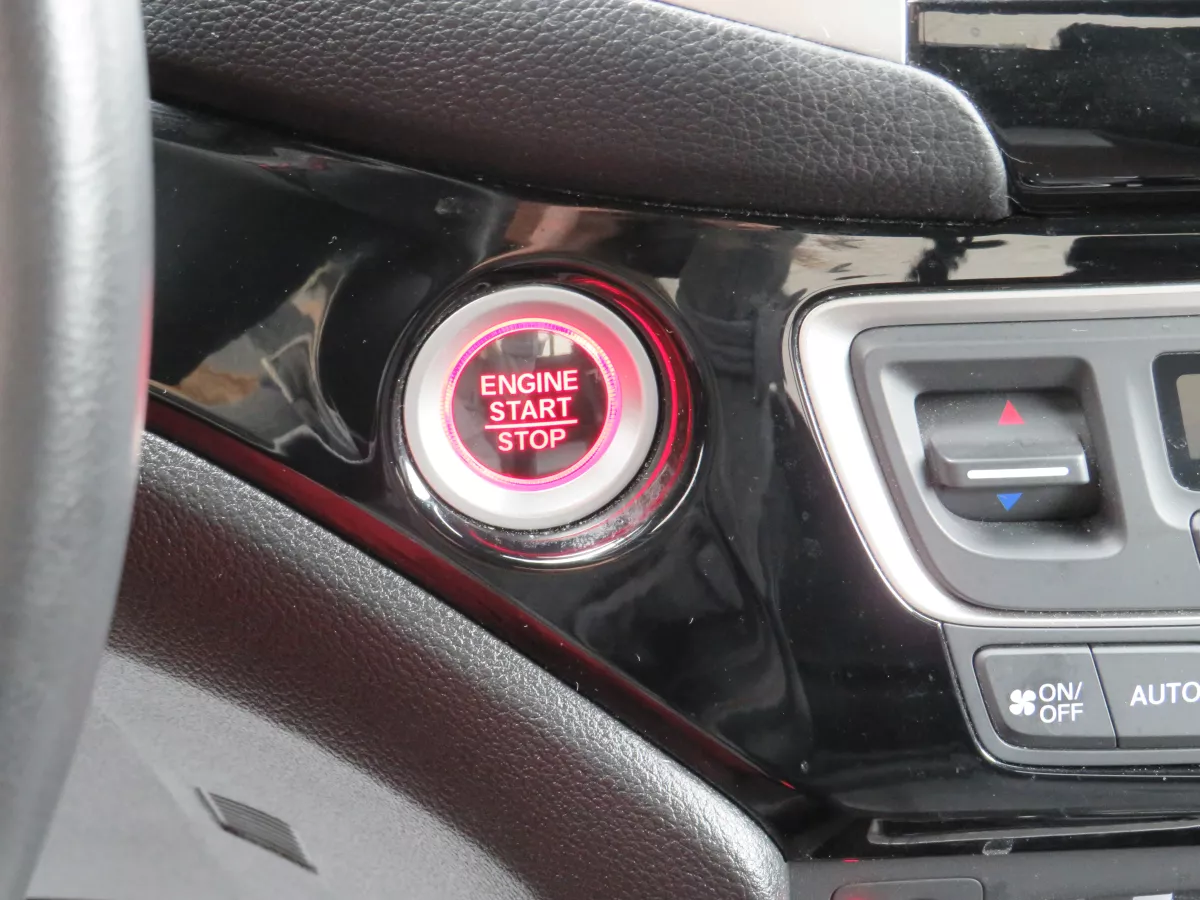 ENGINE
START
STOP
ON/
OFF
AUTO